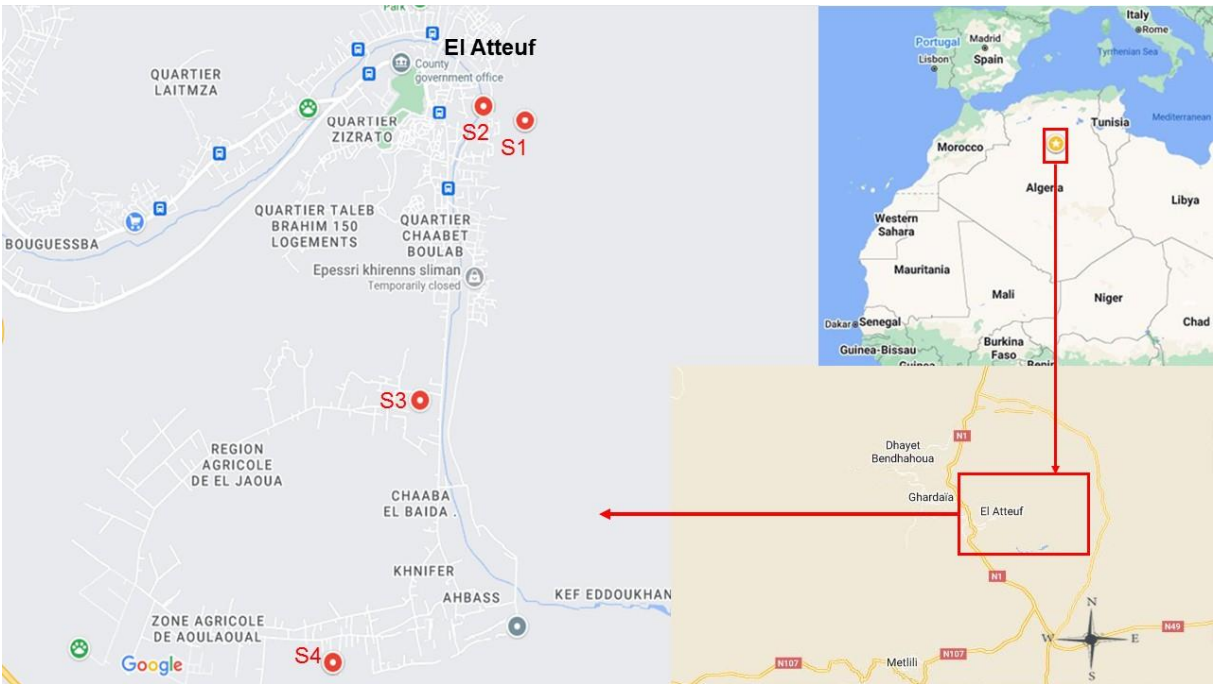 Park
El Atteuf
County
government office
QUARTIER
LAITMZA
QUARTIER
ZIZRATO
S2
S1
QUARTIER TALEB
BRAHIM 150
LOGEMENTS
QUARTIER
CHAABET
BOULAB
BOUGUESSBA
Epessri khirenns sliman
Temporarily closed
S3
REGION
AGRICOLE
DE EL JAOUA
CHAABA
EL BAIDA
KHNIFER
AHBASS
KEF EDDOUKHAN
ZONE AGRICOLE
DE AOULAOUAL
Google
S4
Italy
Rome
Portugal
Madrid
Lisbon
Spain
Tyrrhenian Sea
Tunisia
Mediterranean
Morocco
Algeria
Libya
Western
Sahara
Mauritania
Mali
Niger
Chad
Dakar
Senegal
Burkina
Faso
Guinea-Bissau
Guinea
Benin
N1
Dhayet
Bendhahoua
Ghardaïa
El Atteuf
N1
N
W
E
S
N49
N107
N107
Metlili